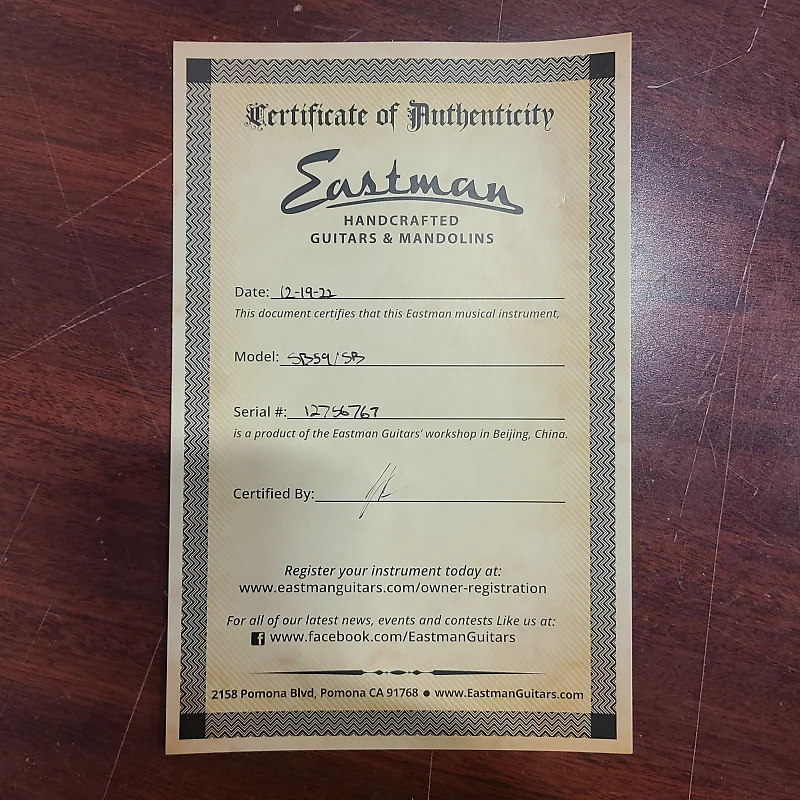 Certificate of Authenticity
Eastman
HANDCRAFTED
GUITARS & MANDOLINS
Date: 12-19-22
This document certifies that this Eastman musical instrument,
Model: SB59/SB
Serial #: 12756767
is a product of the Eastman Guitars' workshop in Beijing, China.
Certified By:
Register your instrument today at:
www.eastmanguitars.com/owner-registration
For all of our latest news, events and contests Like us at:
f www.facebook.com/EastmanGuitars
2158 Pomona Blvd, Pomona CA 91768 ● www.EastmanGuitars.com